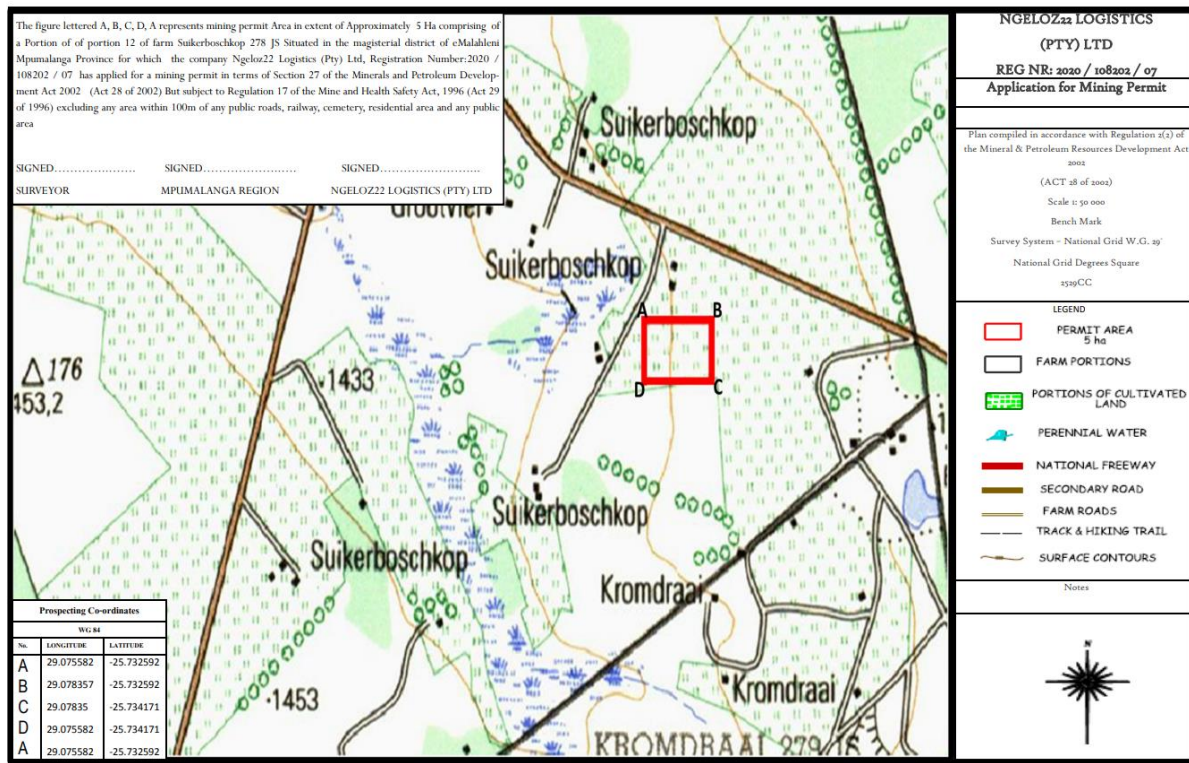 The figure lettered A, B, C, D, A represents mining permit Area in extent of Approximately 5 Ha comprising of
a Portion of of portion 12 of farm Suikerboschkop 278 JS Situated in the magisterial district of eMalahleni
Mpumalanga Province for which the company Ngeloz22 Logistics (Pty) Ltd, Registration Number:2020 /
108202 / 07 has applied for a mining permit in terms of Section 27 of the Minerals and Petroleum Develop-
ment Act 2002 (Act 28 of 2002) But subject to Regulation 17 of the Mine and Health Safety Act, 1996 (Act 29
of 1996) excluding any area within 100m of any public roads, railway, cemetery, residential area and any public
area
SIGNED………………… SIGNED………………… SIGNED…………………
SURVEYOR MPUMALANGA REGION NGELOZ22 LOGISTICS (PTY) LTD
Suikerboschkop
Grootvlei
Suikerboschkop
A B
D C
176
453,2
1433
Suikerboschkop
Suikerboschkop
Kromdraai
1453
Kromdraai
KROMDRAAI 279
Prospecting Co-ordinates
WG 84
No. LONGITUDE LATITUDE
A 29.075582 -25.732592
B 29.078357 -25.732592
C 29.07835 -25.734171
D 29.075582 -25.734171
A 29.075582 -25.732592
NGELOZ22 LOGISTICS
(PTY) LTD
REG NR: 2020 / 108202 / 07
Application for Mining Permit
Plan compiled in accordance with Regulation 2(2) of
the Mineral & Petroleum Resources Development Act
2002
(ACT 28 of 2002)
Scale 1: 50 000
Bench Mark
Survey System – National Grid W.G. 29'
National Grid Degrees Square
2529CC
LEGEND
PERMIT AREA
5 ha
FARM PORTIONS
PORTIONS OF CULTIVATED
LAND
PERENNIAL WATER
NATIONAL FREEWAY
SECONDARY ROAD
FARM ROADS
TRACK & HIKING TRAIL
SURFACE CONTOURS
Notes
N